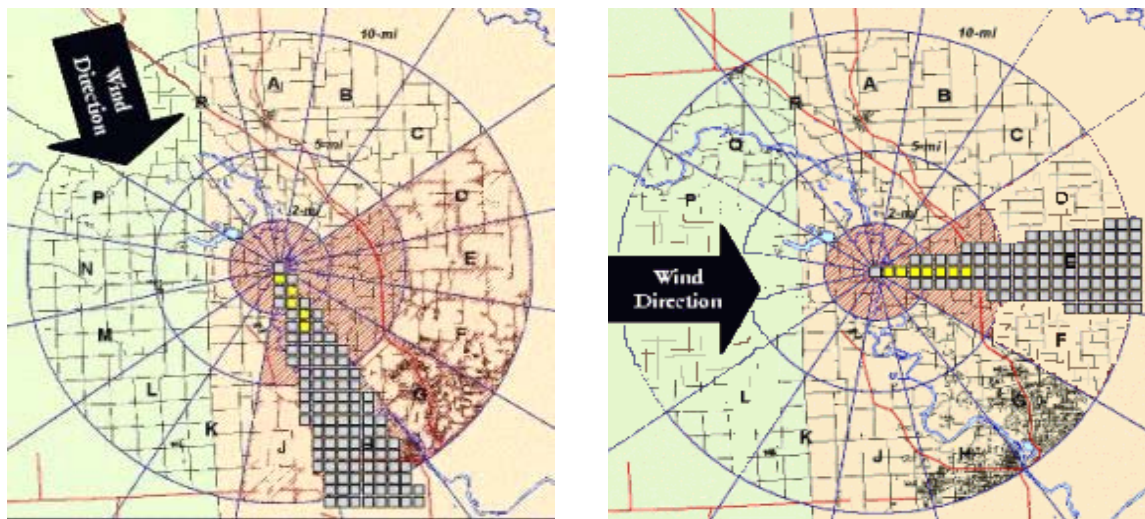 10-mi
A
B
R
C
5-mi
Wind
Direction
P
D
2-mi
N
E
M
F
L
G
K
J
H
10-mi
A
B
R
C
5-mi
Q
P
D
2-mi
Wind
Direction
E
F
L
G
K
J
H